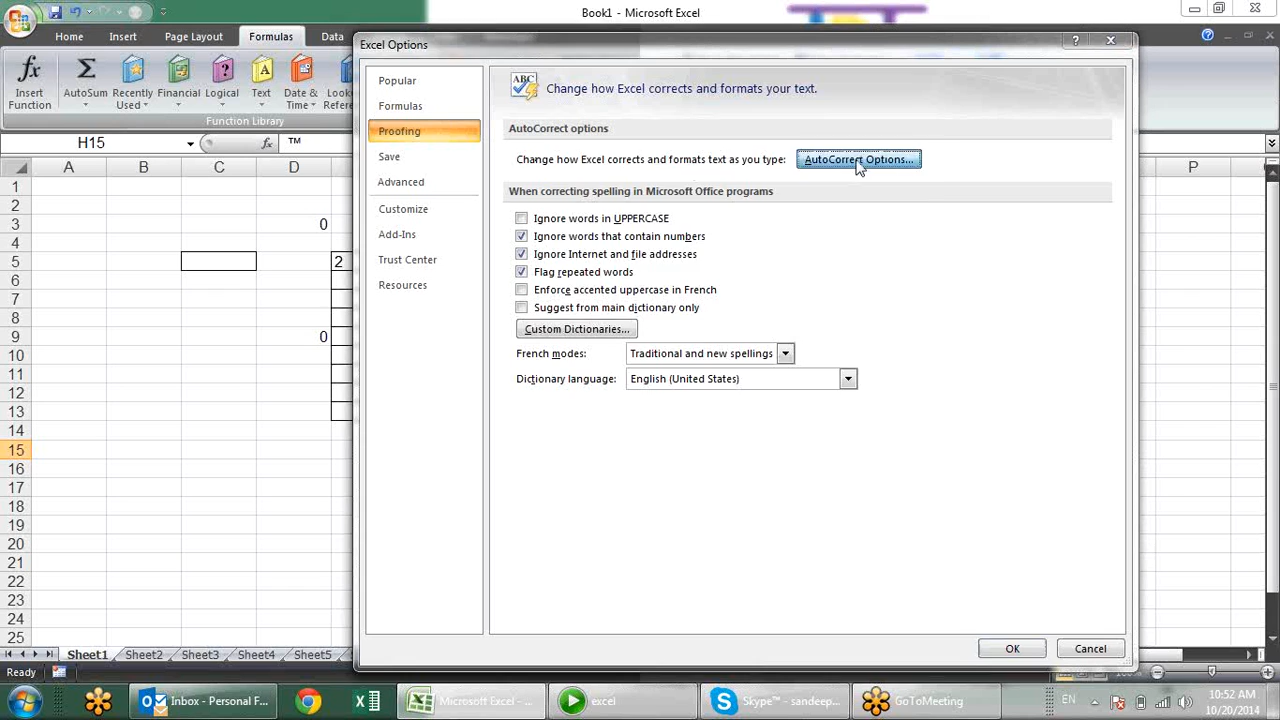 Book1 - Microsoft Excel
Home Insert Page Layout Formulas Data
Excel Options
Insert Function
AutoSum
Recently Used
Financial
Logical
Text
Date & Time
Function Library
H15 fx ™
A B C D P
1
2
3 0
4
5 2
6
7
8
9 0
10
11
12
13
14
15
16
17
18
19
20
21
22
23
24
25
Popular
Formulas
Proofing
Save
Advanced
Customize
Add-Ins
Trust Center
Resources
ABC
Change how Excel corrects and formats your text.
AutoCorrect options
Change how Excel corrects and formats text as you type: AutoCorrect Options...
When correcting spelling in Microsoft Office programs
Ignore words in UPPERCASE
Ignore words that contain numbers
Ignore Internet and file addresses
Flag repeated words
Enforce accented uppercase in French
Suggest from main dictionary only
Custom Dictionaries...
French modes: Traditional and new spellings
Dictionary language: English (United States)
OK Cancel
Sheet1 Sheet2 Sheet3 Sheet4 Sheet5
Ready
Inbox - Personal F... Microsoft Excel - ... excel Skype™ - sandeep... GoToMeeting EN
10:52 AM
10/20/2014